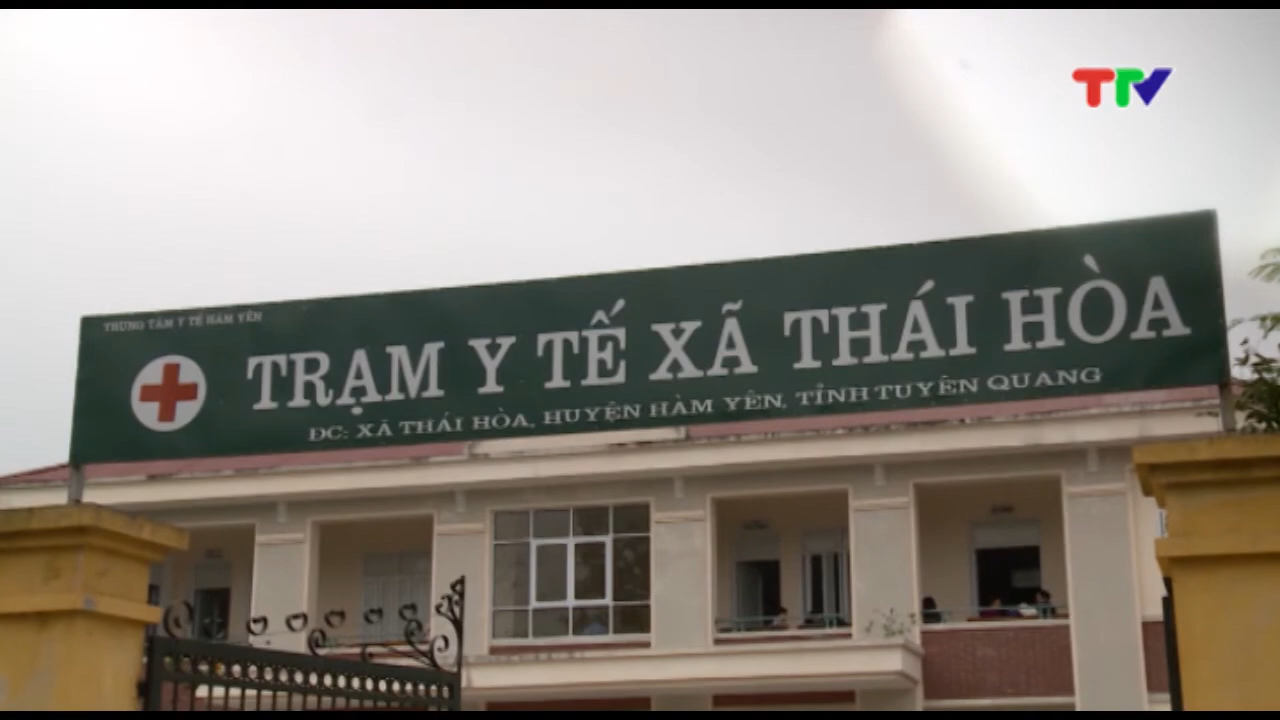 TTV
TRUNG TÂM Y TẾ HÀM YÊN
TRẠM Y TẾ XÃ THÁI HÒA
ĐC: XÃ THÁI HÒA, HUYỆN HÀM YÊN, TỈNH TUYÊN QUANG